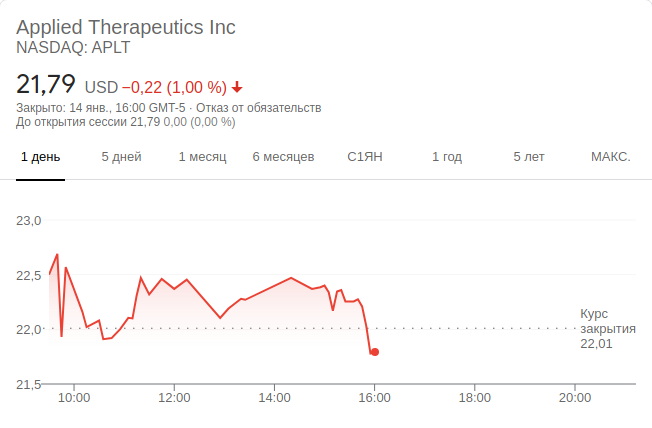 Applied Therapeutics Inc
NASDAQ: APLT
21,79 USD −0,22 (1,00 %)
Закрыто: 14 янв., 16:00 GMT-5 · Отказ от обязательств
До открытия сессии 21,79 0,00 (0,00 %)
1 день 5 дней 1 месяц 6 месяцев С1ЯН 1 год 5 лет МАКС.
23,0
22,5
22,0
21,5
Курс
закрытия
22,01
10:00 12:00 14:00 16:00 18:00 20:00